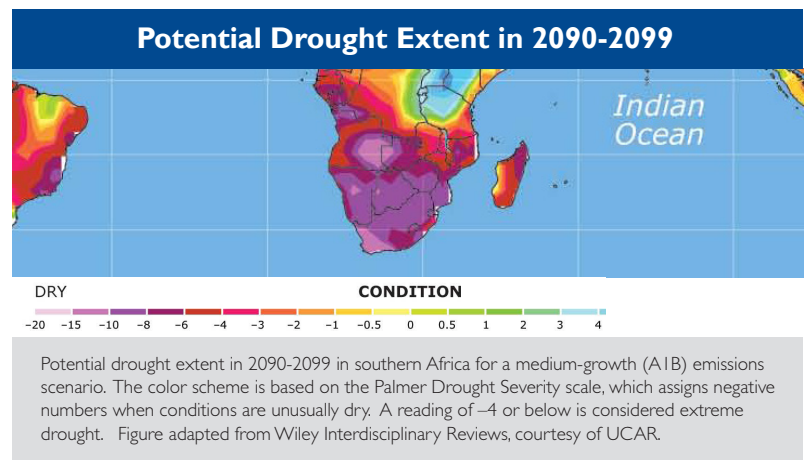 Potential Drought Extent in 2090-2099
Indian
Ocean
DRY CONDITION
–20 –15 –10 –8 –6 –4 –3 –2 –1 –0.5 0 0.5 1 2 3 4
Potential drought extent in 2090-2099 in southern Africa for a medium-growth (A1B) emissions
scenario. The color scheme is based on the Palmer Drought Severity scale, which assigns negative
numbers when conditions are unusually dry. A reading of –4 or below is considered extreme
drought. Figure adapted from Wiley Interdisciplinary Reviews, courtesy of UCAR.